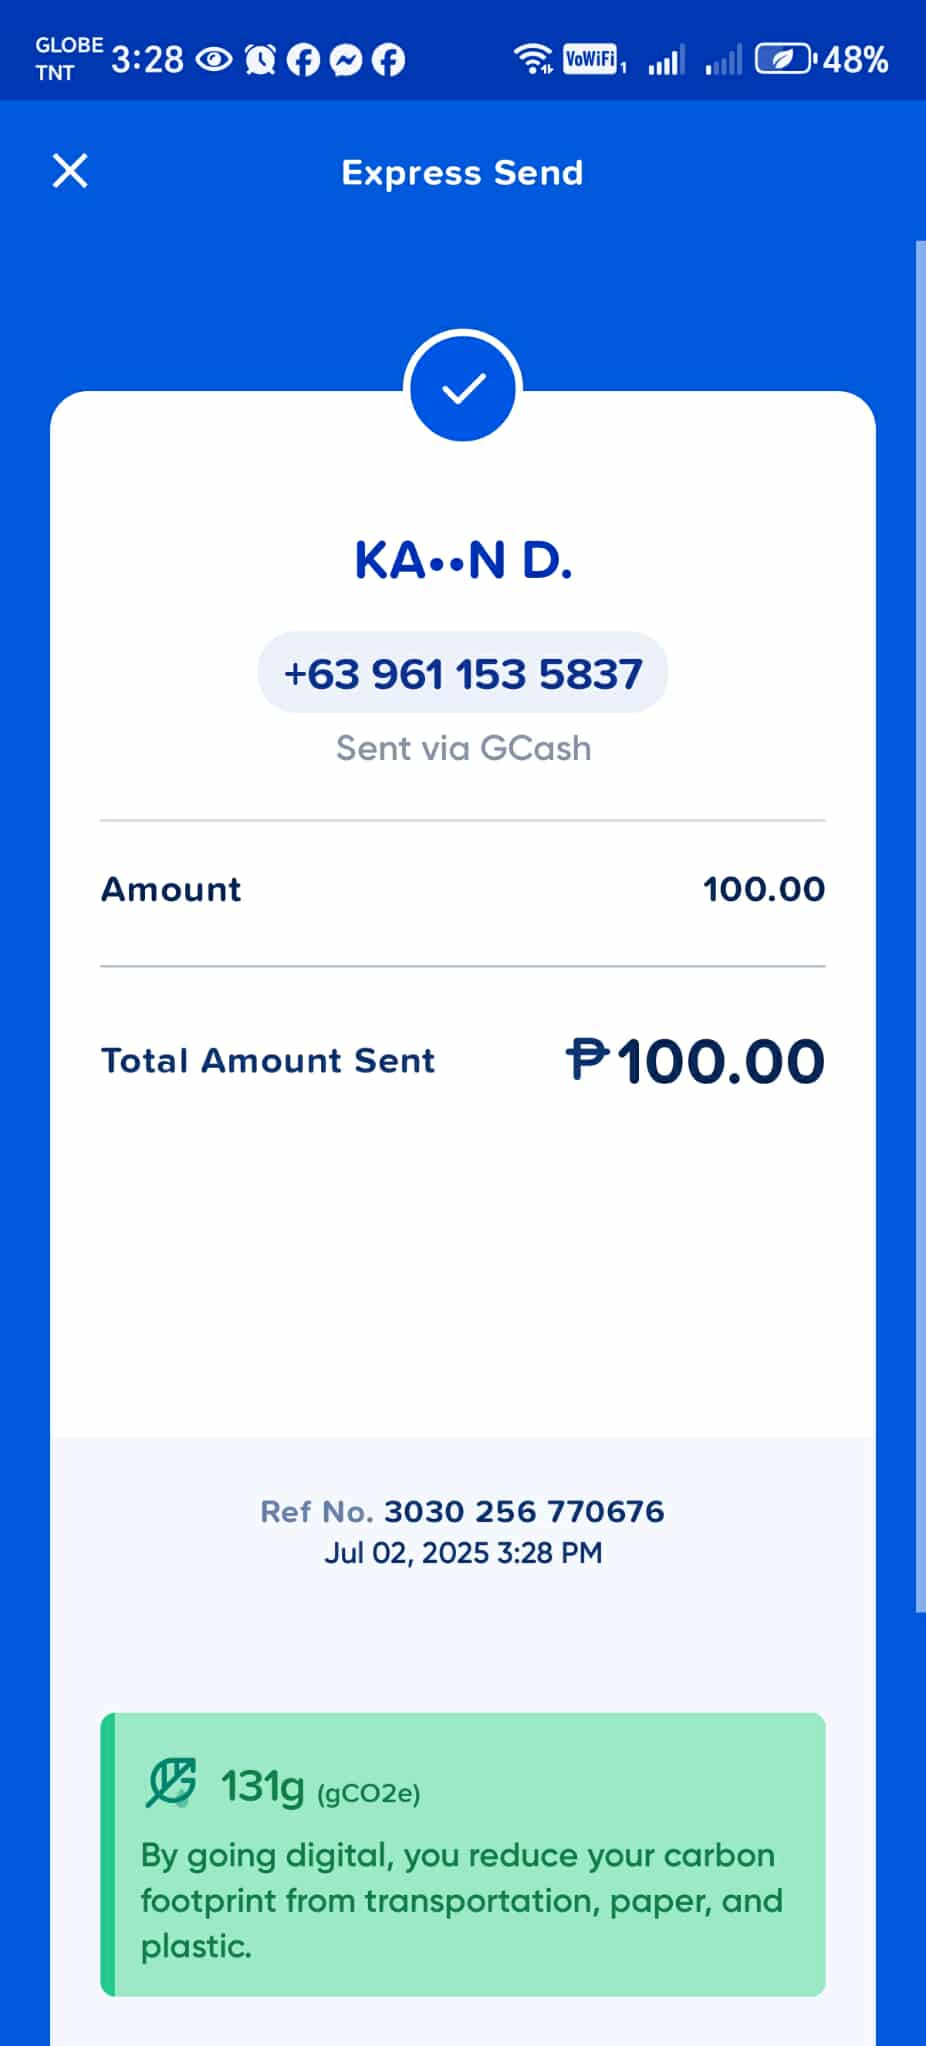 GLOBE
TNT
3:28
VoWiFi 1
48%
Express Send
KA••N D.
+63 961 153 5837
Sent via GCash
Amount 100.00
Total Amount Sent ₱100.00
Ref No. 3030 256 770676
Jul 02, 2025 3:28 PM
131g (gCO2e)
By going digital, you reduce your carbon
footprint from transportation, paper, and
plastic.